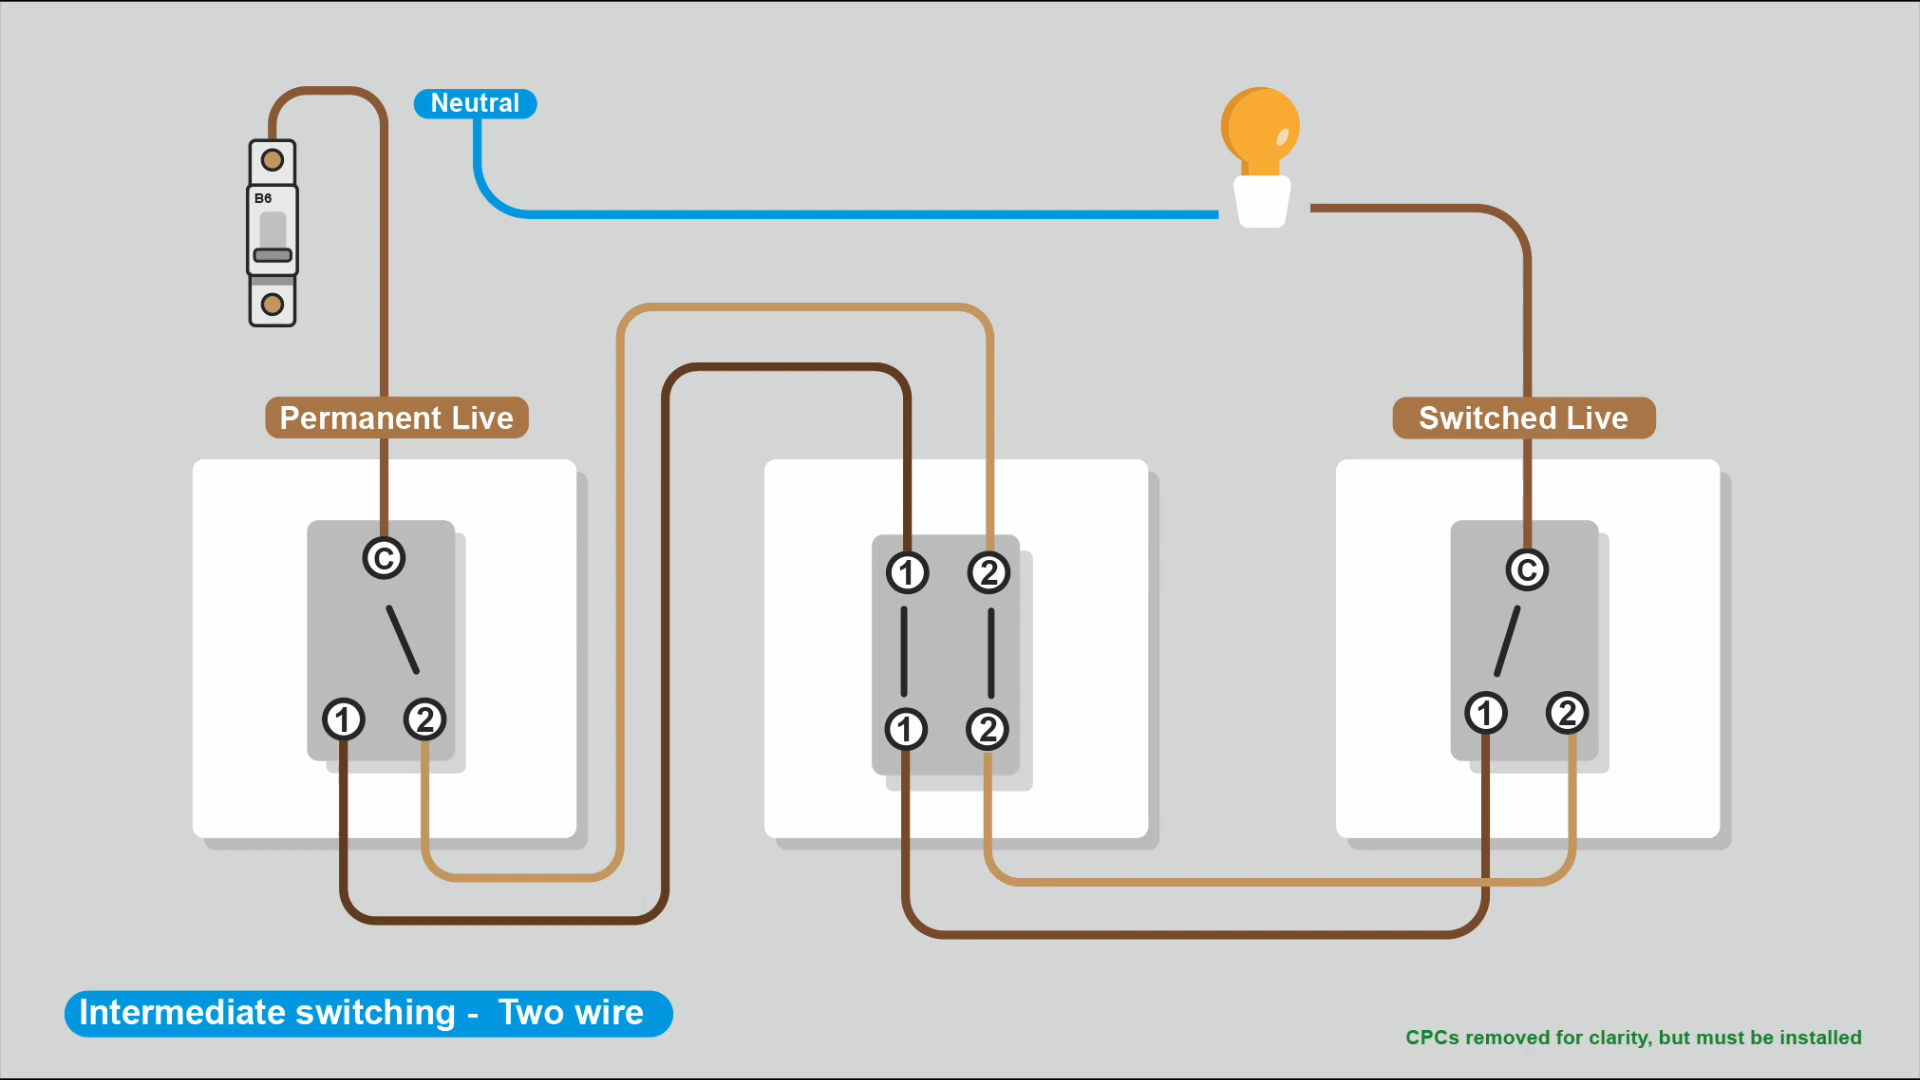 Neutral
B6
Permanent Live
Switched Live
C
1 2
1 2
1 2
C
1 2
Intermediate switching - Two wire
CPCs removed for clarity, but must be installed